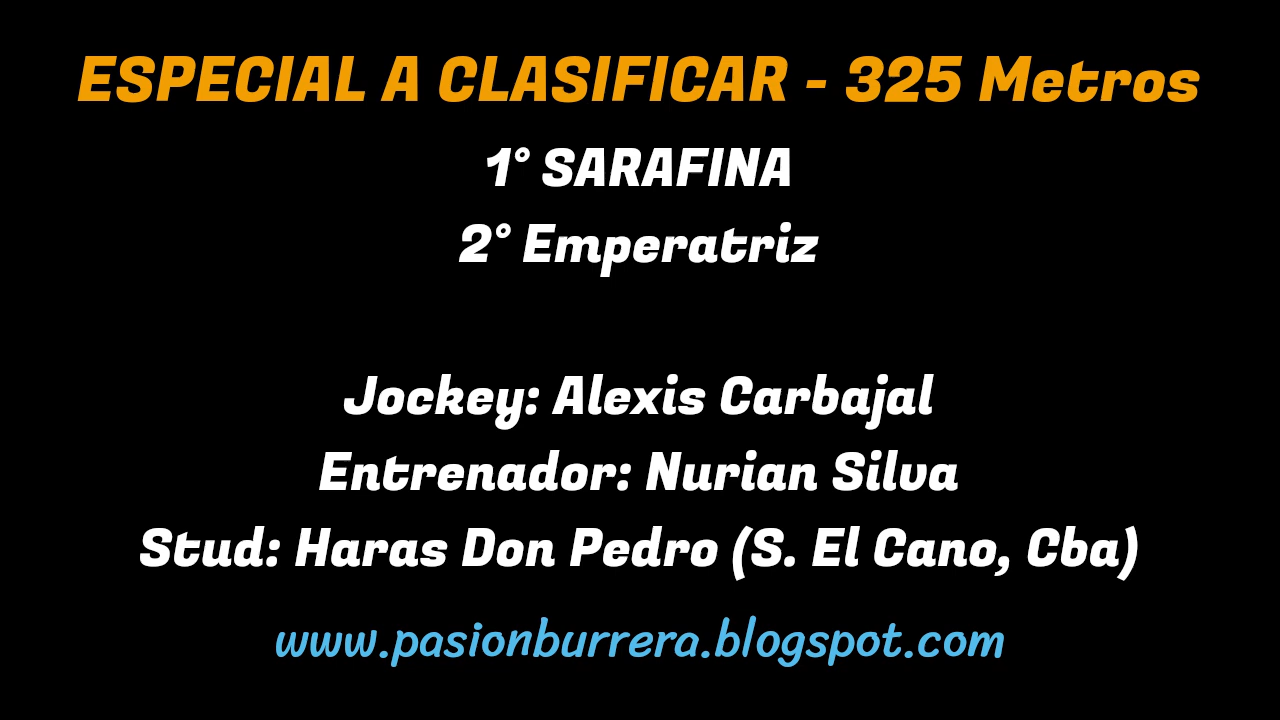 ESPECIAL A CLASIFICAR - 325 Metros
1° SARAFINA
2° Emperatriz
Jockey: Alexis Carbajal
Entrenador: Nurian Silva
Stud: Haras Don Pedro (S. El Cano, Cba)
www.pasionburrera.blogspot.com